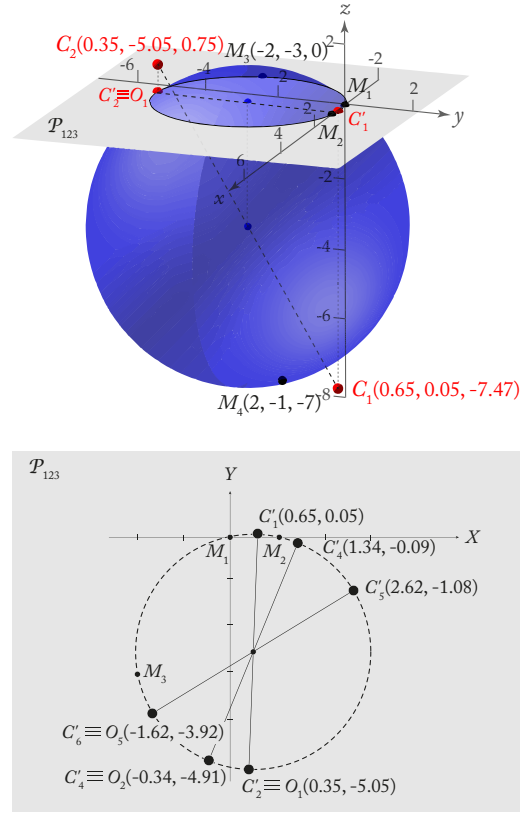 z
C₂(0.35, -5.05, 0.75)
M₃(-2, -3, 0)
2
-2
-6
-4
2
M₁
2
C′₂≡O₁
2
C′₁
y
𝒫₁₂₃
M₂
4
6
-2
x
-4
-6
-8
C₁(0.65, 0.05, -7.47)
M₄(2, -1, -7)
𝒫₁₂₃
Y
C′₁(0.65, 0.05)
X
M₁
M₂
C′₄(1.34, -0.09)
C′₅(2.62, -1.08)
M₃
C′₆≡O₅(-1.62, -3.92)
C′₄≡O₂(-0.34, -4.91)
C′₂≡O₁(0.35, -5.05)